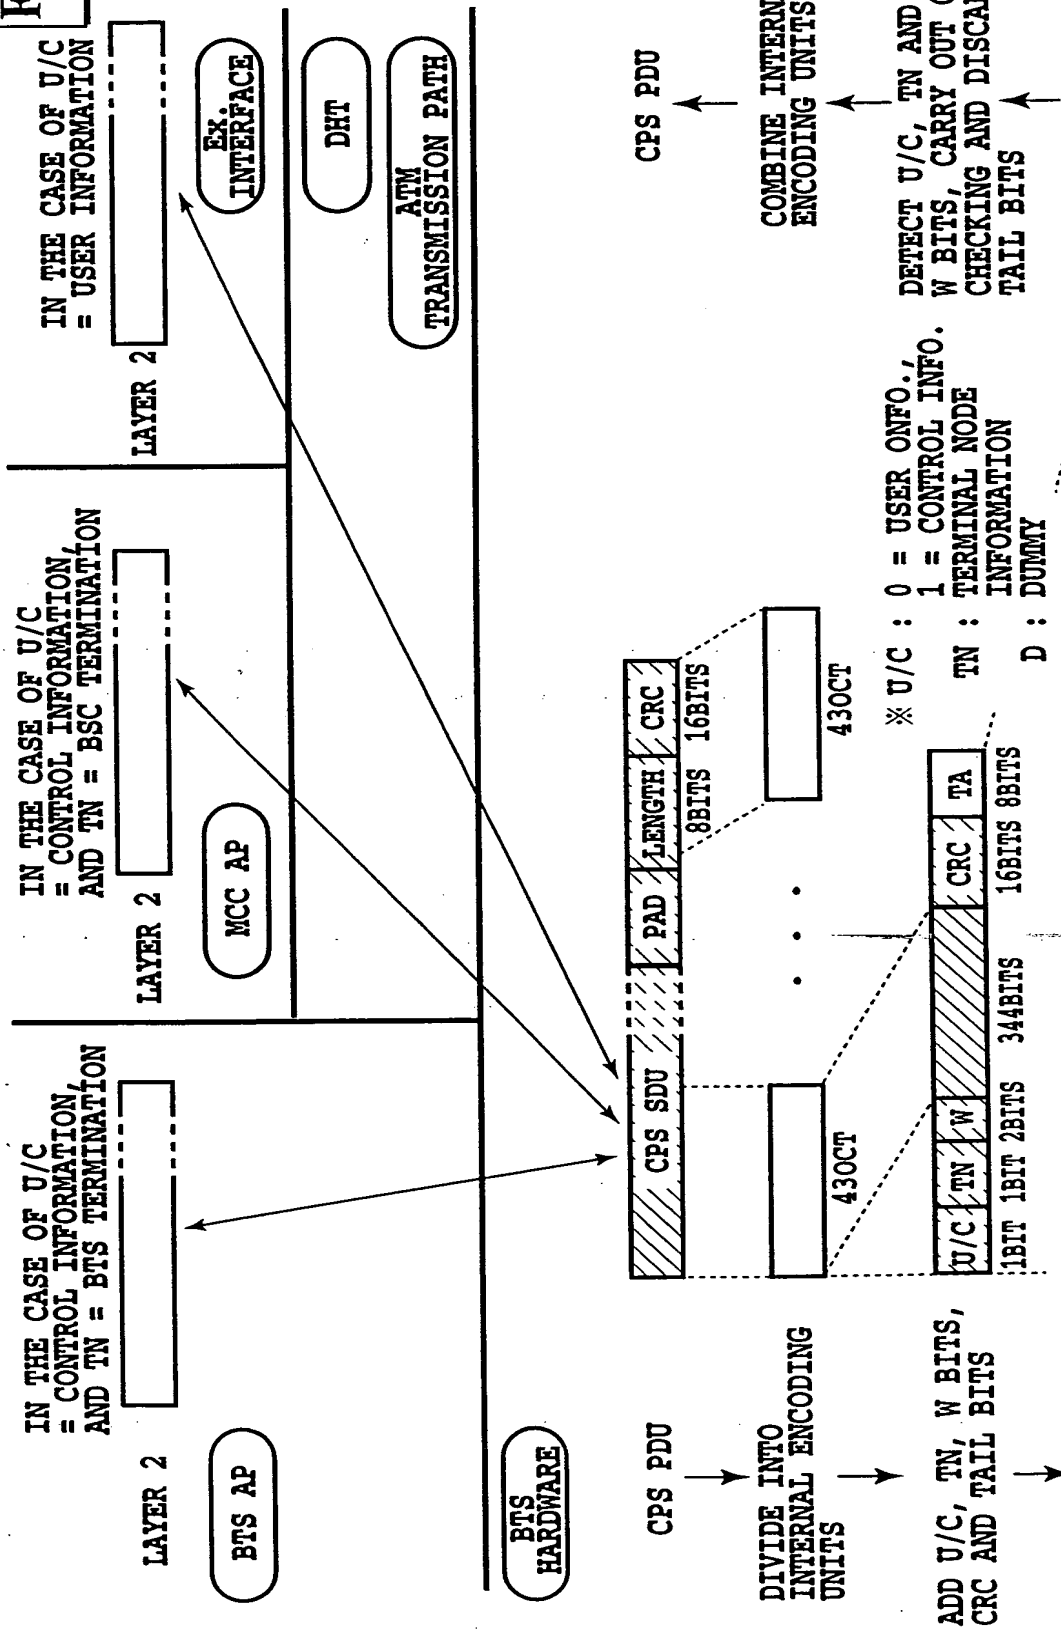 F
IN THE CASE OF U/C
= CONTROL INFORMATION,
AND TN = BTS TERMINATION
LAYER 2
BTS AP
IN THE CASE OF U/C
= CONTROL INFORMATION,
AND TN = BSC TERMINATION
LAYER 2
MCC AP
IN THE CASE OF U/C
= USER INFORMATION
LAYER 2
Ex.
INTERFACE
DHT
ATM
TRANSMISSION PATH
BTS
HARDWARE
CPS PDU
DIVIDE INTO
INTERNAL ENCODING
UNITS
ADD U/C, TN, W BITS,
CRC AND TAIL BITS
CPS SDU
PAD
LENGTH
CRC
8BITS
16BITS
43OCT
• • •
43OCT
U/C
TN
W
CRC
TA
1BIT
1BIT
2BITS
344BITS
16BITS
8BITS
※ U/C : 0 = USER ONFO.,
1 = CONTROL INFO.
TN : TERMINAL NODE
INFORMATION
D : DUMMY
CPS PDU
COMBINE INTERN
ENCODING UNITS
DETECT U/C, TN AND
W BITS, CARRY OUT
CHECKING AND DISCA
TAIL BITS